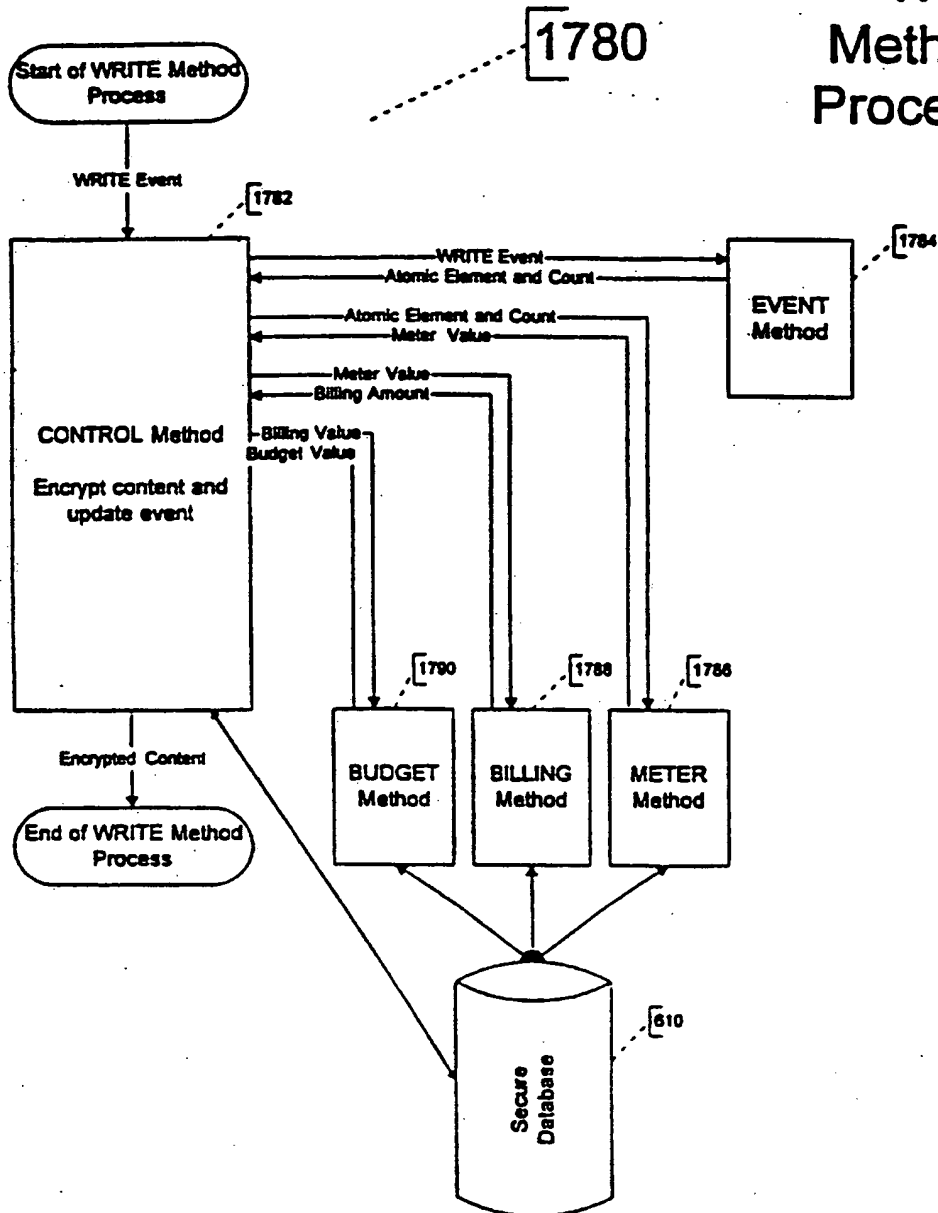 1780
Start of WRITE Method
Process
WRITE Event
1782
WRITE Event
Atomic Element and Count
1784
EVENT
Method
Atomic Element and Count
Meter Value
Meter Value
Billing Amount
CONTROL Method
Encrypt content and
update event
Billing Value
Budget Value
1790
1788
1786
BUDGET
Method
BILLING
Method
METER
Method
Encrypted Content
End of WRITE Method
Process
610
Secure
Database